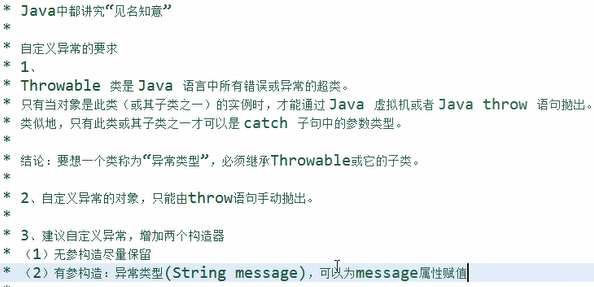 * Java中都讲究“见名知意”
*
* 自定义异常的要求
* 1、
* Throwable 类是 Java 语言中所有错误或异常的超类。
* 只有当对象是此类（或其子类之一）的实例时，才能通过 Java 虚拟机或者 Java throw 语句抛出。
* 类似地，只有此类或其子类之一才可以是 catch 子句中的参数类型。
*
* 结论：要想一个类称为“异常类型”，必须继承Throwable或它的子类。
*
* 2、自定义异常的对象，只能由throw语句手动抛出。
*
* 3、建议自定义异常，增加两个构造器
* （1）无参构造尽量保留
* （2）有参构造：异常类型(String message)，可以为message属性赋值